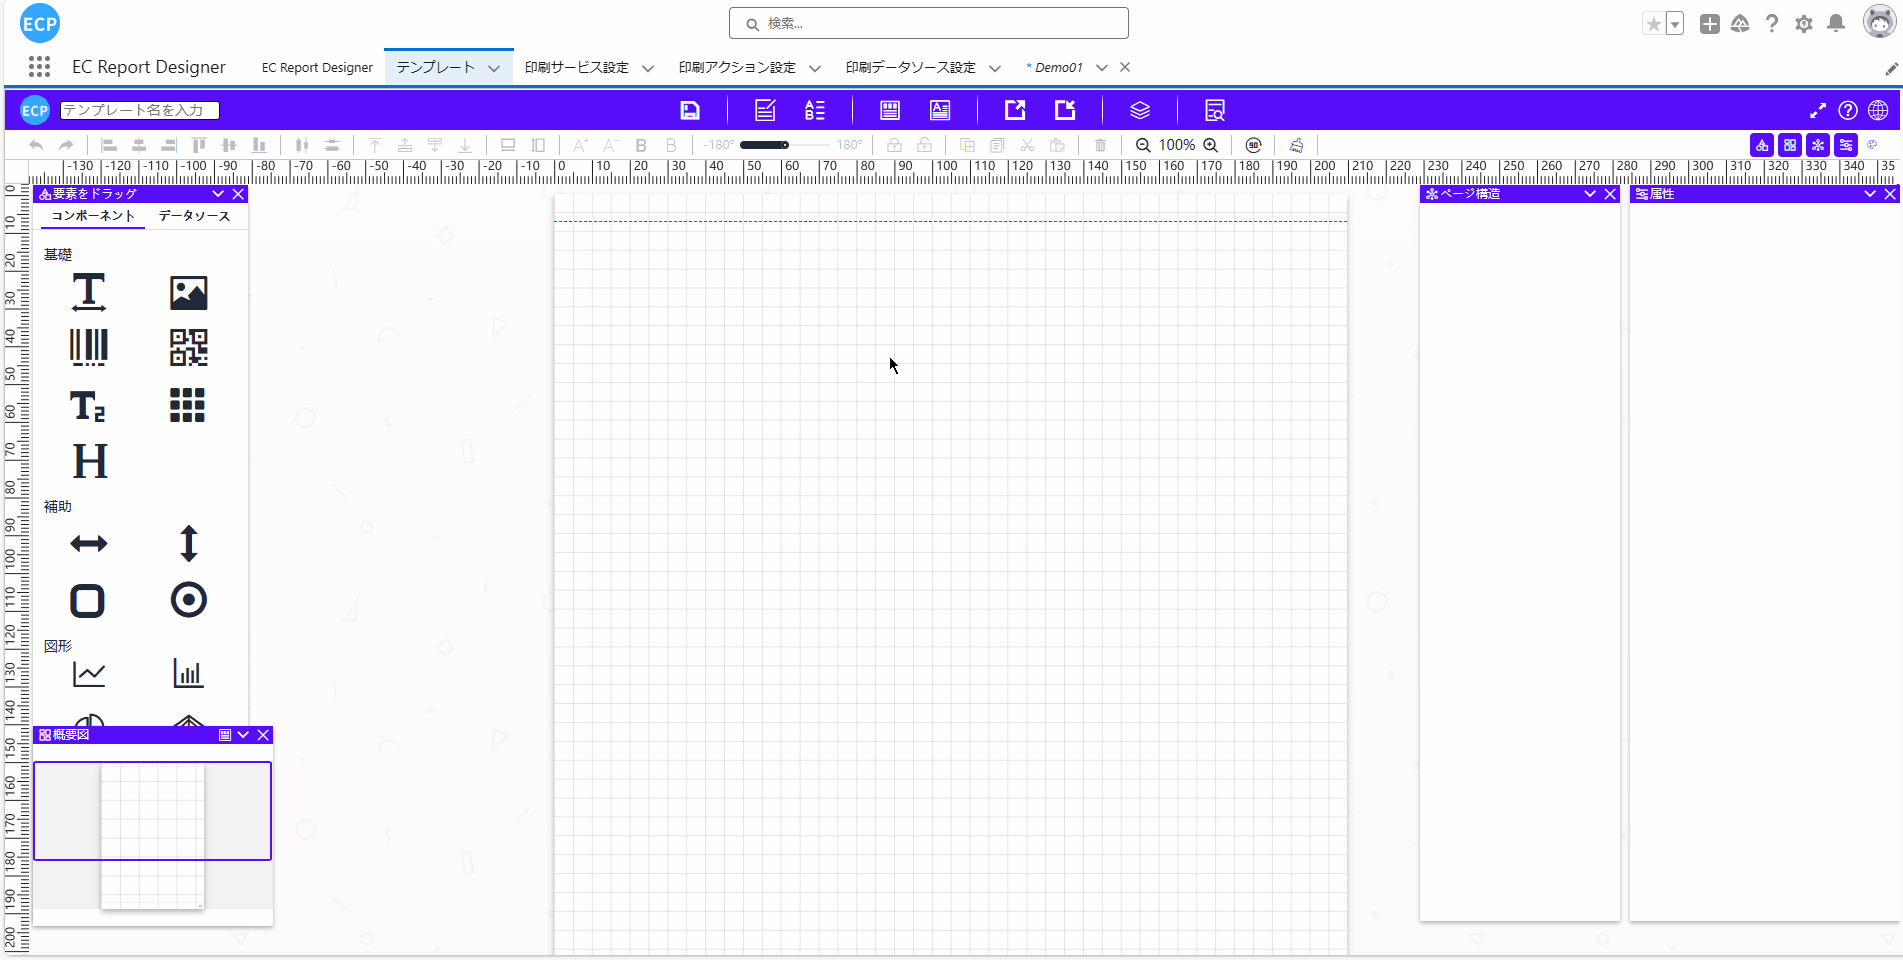 ECP
検索...
EC Report Designer
EC Report Designer
テンプレート
印刷サービス設定
印刷アクション設定
印刷データソース設定
* Demo01
ECP
テンプレート名を入力
-180°
180°
100%
90
-130 -120 -110 -100 -90 -80 -70 -60 -50 -40 -30 -20 -10 0 10 20 30 40 50 60 70 80 90 100 110 120 130 140 150 160 170 180 190 200 210 220 230 240 250 260 270 280 290 300 310 320 330 340 35
0
10
20
30
40
50
60
70
80
90
100
110
120
130
140
150
160
170
180
190
200
要素をドラッグ
コンポーネント
データソース
基礎
補助
図形
概要図
ページ構造
属性